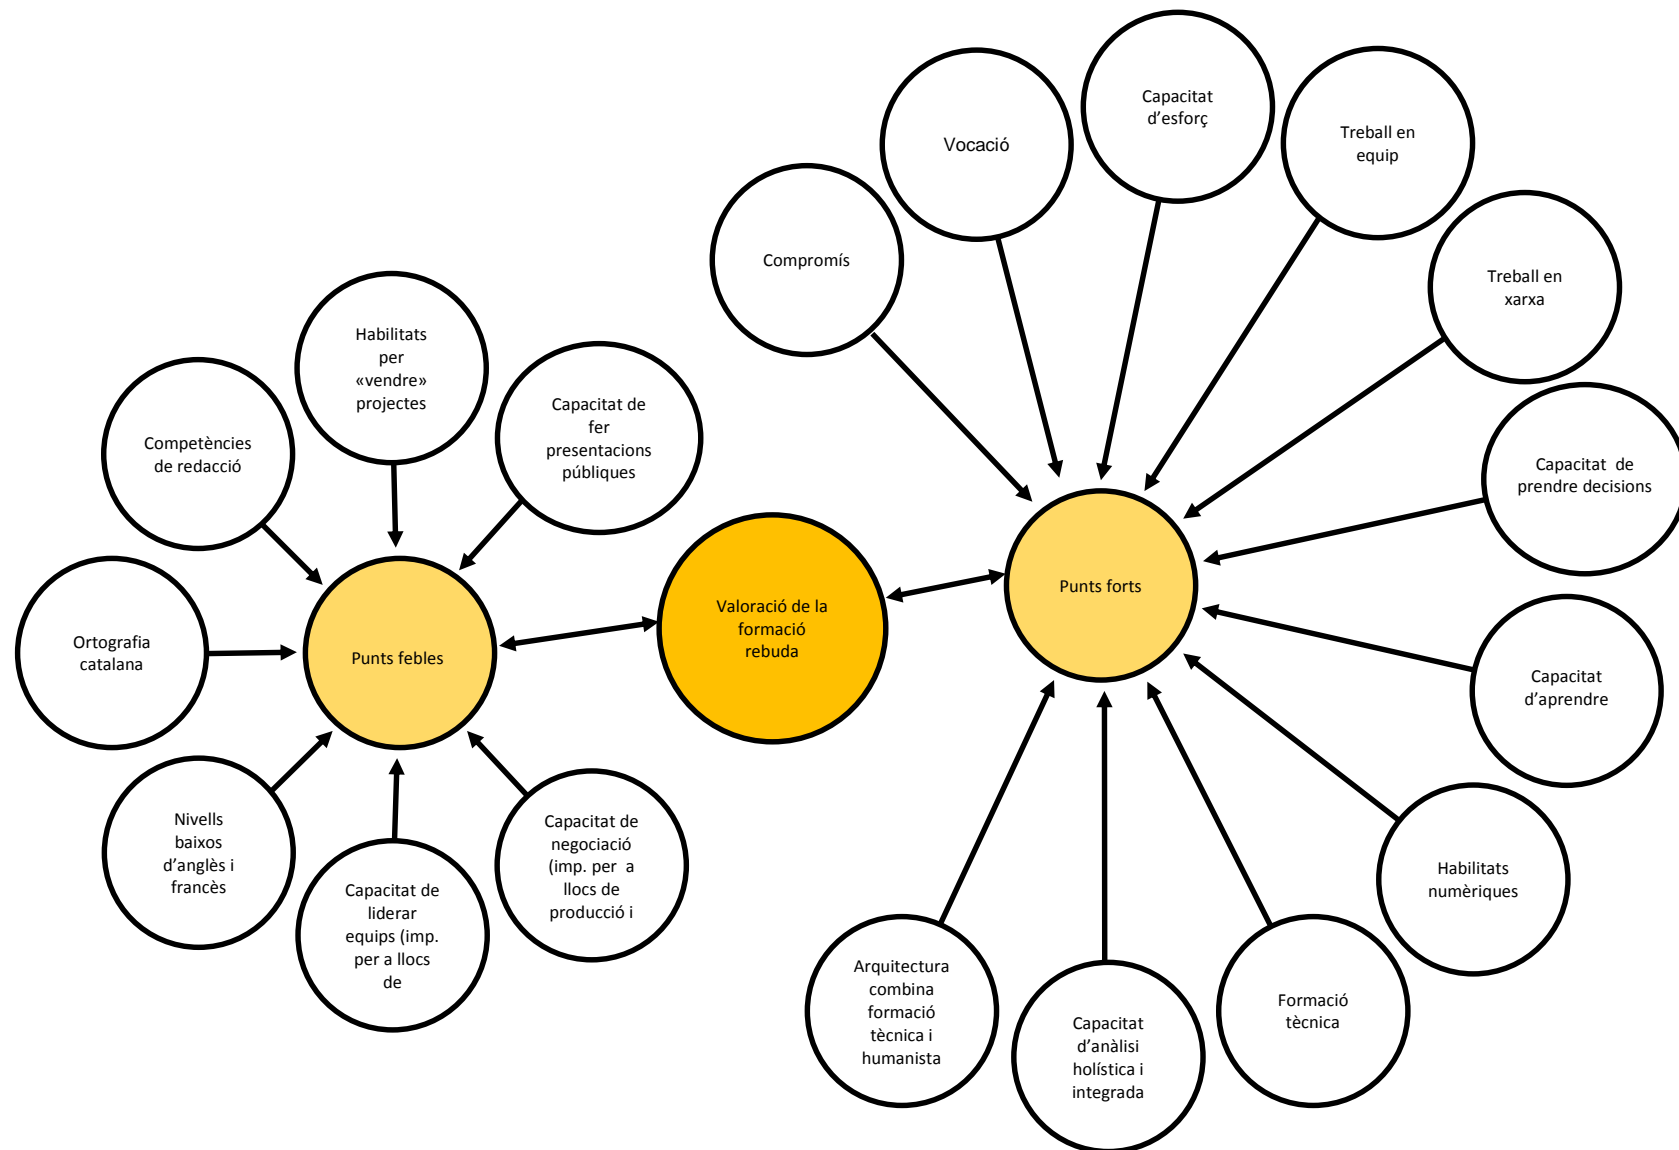 Capacitat
d’esforç
Treball en
equip
Vocació
Compromís
Treball en
xarxa
Habilitats
per
«vendre»
projectes
Capacitat de
fer
presentacions
públiques
Competències
de redacció
Capacitat  de
prendre decisions
Punts forts
Valoració de la
formació
rebuda
Ortografia
catalana
Punts febles
Capacitat
d’aprendre
Nivells
baixos
d’anglès i
francès
Capacitat de
negociació
(imp. per  a
llocs de
producció i
Capacitat de
liderar
equips (imp.
per a llocs
de
Habilitats
numèriques
Arquitectura
combina
formació
tècnica i
humanista
Capacitat
d’anàlisi
holística i
integrada
Formació
tècnica